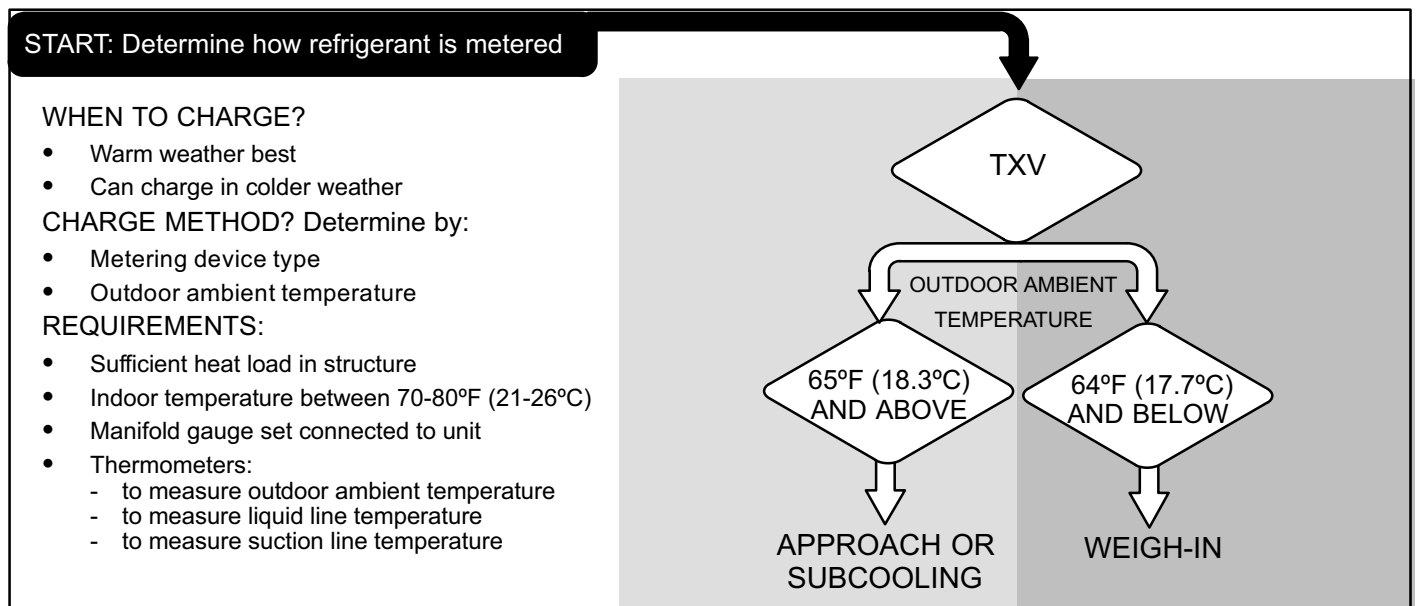 START: Determine how refrigerant is metered
WHEN TO CHARGE?
• Warm weather best
• Can charge in colder weather
CHARGE METHOD? Determine by:
• Metering device type
• Outdoor ambient temperature
REQUIREMENTS:
• Sufficient heat load in structure
• Indoor temperature between 70-80ºF (21-26ºC)
• Manifold gauge set connected to unit
• Thermometers:
- to measure outdoor ambient temperature
- to measure liquid line temperature
- to measure suction line temperature
TXV
OUTDOOR AMBIENT
TEMPERATURE
65ºF (18.3ºC)
AND ABOVE
64ºF (17.7ºC)
AND BELOW
APPROACH OR
SUBCOOLING
WEIGH-IN